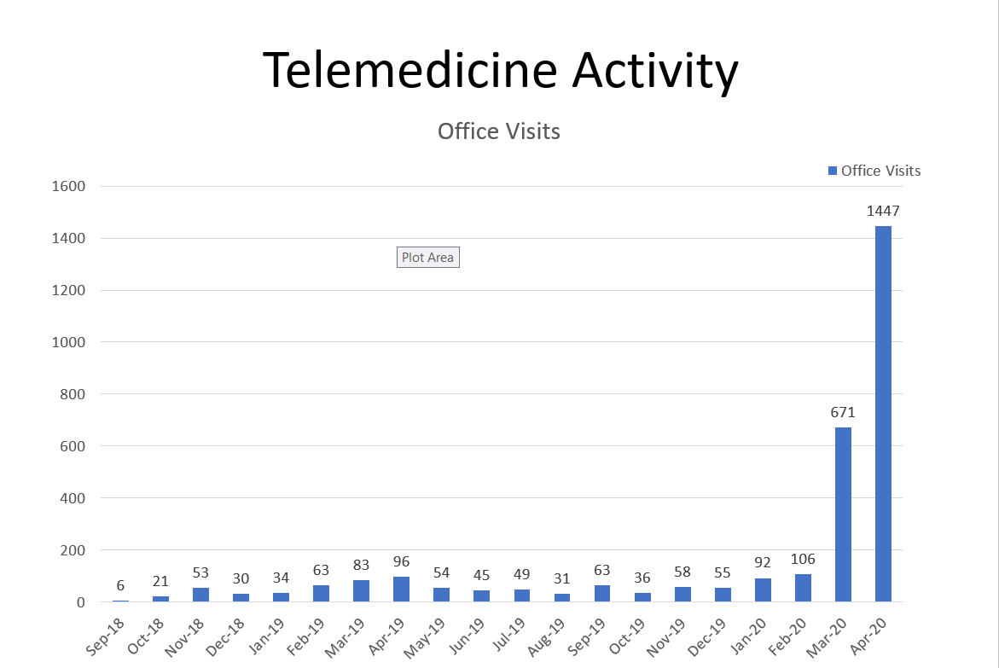 Telemedicine Activity
Office Visits
Office Visits
1600
1400
1200
1000
800
600
400
200
0
Plot Area
6
21
53
30
34
63
83
96
54
45
49
31
63
36
58
55
92
106
671
1447
Sep-18
Oct-18
Nov-18
Dec-18
Jan-19
Feb-19
Mar-19
Apr-19
May-19
Jun-19
Jul-19
Aug-19
Sep-19
Oct-19
Nov-19
Dec-19
Jan-20
Feb-20
Mar-20
Apr-20